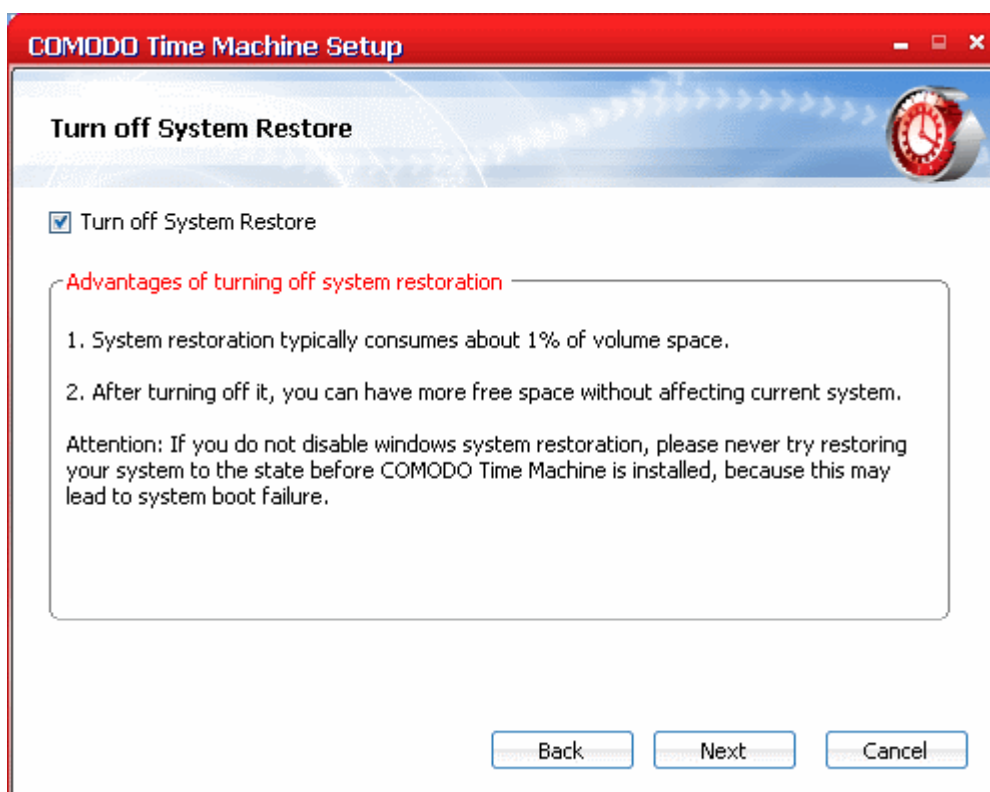 COMODO Time Machine Setup
Turn off System Restore
Turn off System Restore
Advantages of turning off system restoration
1. System restoration typically consumes about 1% of volume space.
2. After turning off it, you can have more free space without affecting current system.
Attention: If you do not disable windows system restoration, please never try restoring
your system to the state before COMODO Time Machine is installed, because this may
lead to system boot failure.
Back Next Cancel